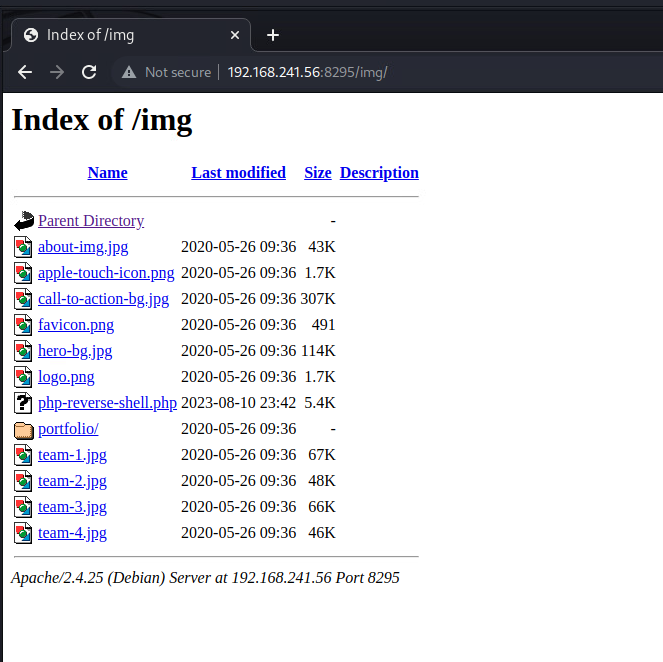 Index of /img
Not secure 192.168.241.56:8295/img/
Index of /img
Name Last modified Size Description
Parent Directory -
about-img.jpg 2020-05-26 09:36 43K
apple-touch-icon.png 2020-05-26 09:36 1.7K
call-to-action-bg.jpg 2020-05-26 09:36 307K
favicon.png 2020-05-26 09:36 491
hero-bg.jpg 2020-05-26 09:36 114K
logo.png 2020-05-26 09:36 1.7K
php-reverse-shell.php 2023-08-10 23:42 5.4K
portfolio/ 2020-05-26 09:36 -
team-1.jpg 2020-05-26 09:36 67K
team-2.jpg 2020-05-26 09:36 48K
team-3.jpg 2020-05-26 09:36 66K
team-4.jpg 2020-05-26 09:36 46K
Apache/2.4.25 (Debian) Server at 192.168.241.56 Port 8295